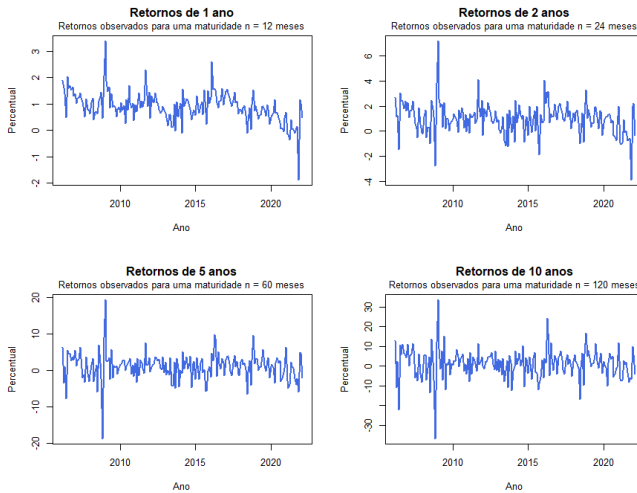 Retornos de 1 ano
Retornos observados para uma maturidade n = 12 meses
Percentual
3
2
1
0
-1
-2
2010
2015
2020
Ano
Retornos de 2 anos
Retornos observados para uma maturidade n = 24 meses
Percentual
6
4
2
0
-2
-4
2010
2015
2020
Ano
Retornos de 5 anos
Retornos observados para uma maturidade n = 60 meses
Percentual
20
10
0
-10
-20
2010
2015
2020
Ano
Retornos de 10 anos
Retornos observados para uma maturidade n = 120 meses
Percentual
30
20
10
0
-10
-30
2010
2015
2020
Ano